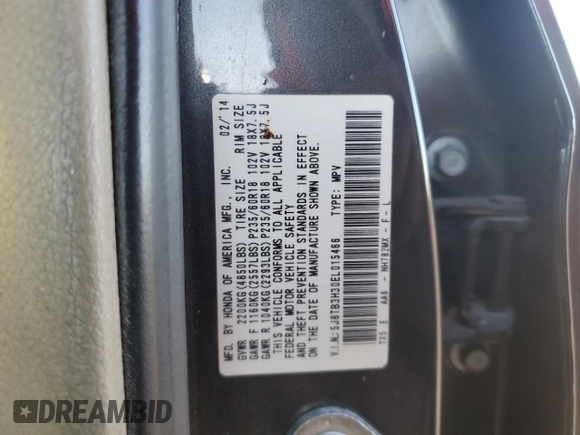 MFD. BY HONDA OF AMERICA MFG., INC. 02/'14
GVWR 2200KG(4850LBS) TIRE SIZE RIM SIZE
GAWR F 1160KG(2557LBS) P235/60R18 102V 18X7.5J
GAWR R 1040KG(2293LBS) P235/60R18 102V 18X7.5J
THIS VEHICLE CONFORMS TO ALL APPLICABLE
FEDERAL MOTOR VEHICLE SAFETY
AND THEFT PREVENTION STANDARDS IN EFFECT
ON THE DATE OF MANUFACTURE SHOWN ABOVE.
V.I.N.:5J8TB3H30EL015466 TYPE: MPV
TX5 E AA6 - NH782MX - F - L
DREAMBID